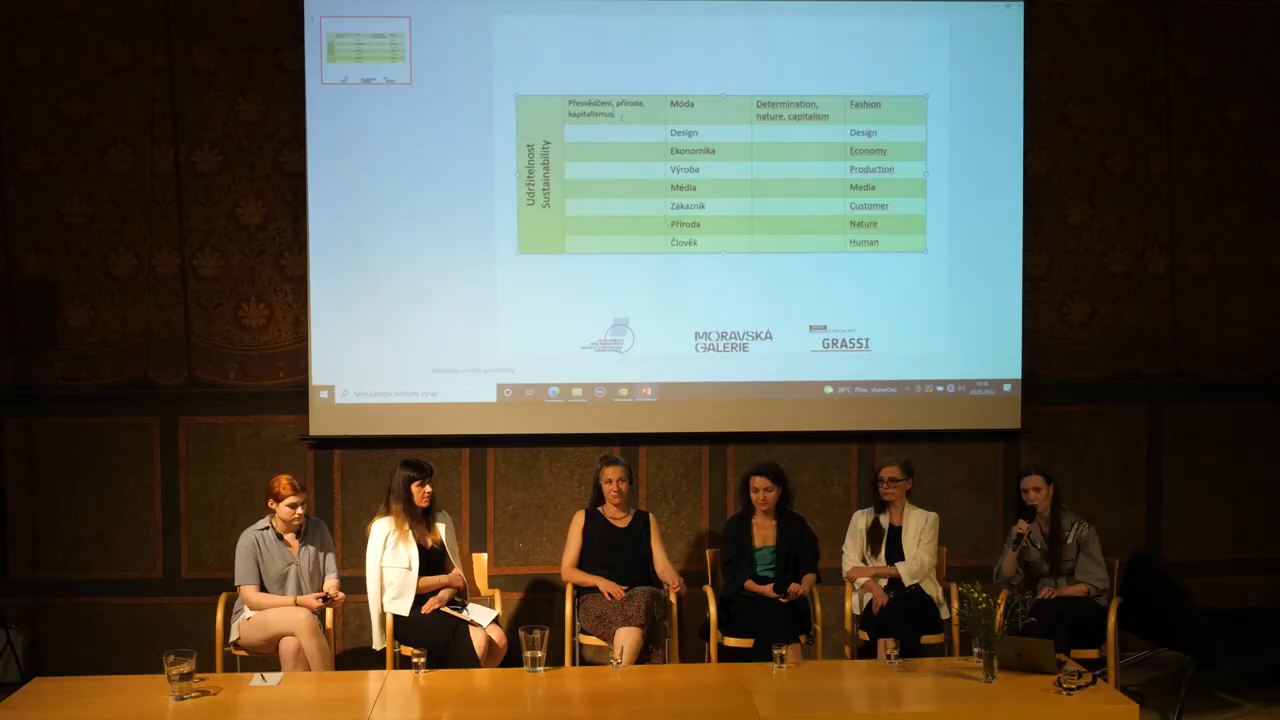 Udržitelnost
Sustainability
Přesvědčení, příroda,
kapitalismus
Móda
Determination,
nature, capitalism
Fashion
Design
Design
Ekonomika
Economy
Výroba
Production
Média
Media
Zákazník
Customer
Příroda
Nature
Člověk
Human
MORAVSKÁ
GALERIE
GRASSI
28°C